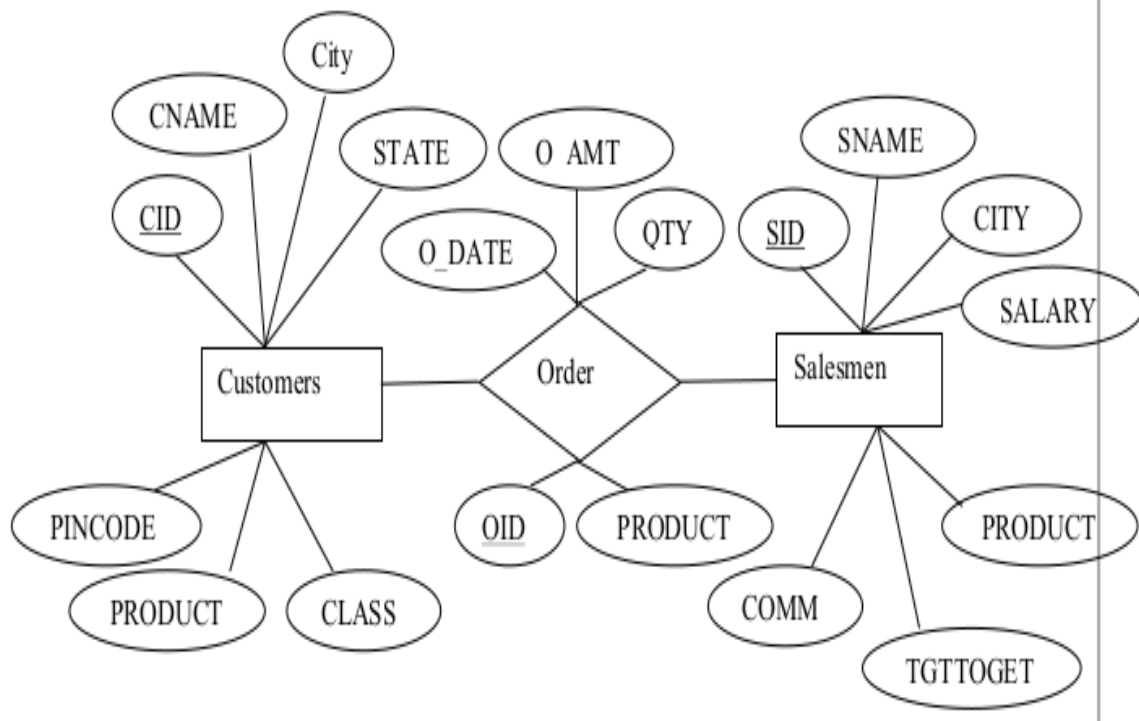 City
CNAME
STATE
O AMT
SNAME
CID
QTY
SID
CITY
O_DATE
SALARY
Customers
Order
Salesmen
PINCODE
OID
PRODUCT
PRODUCT
PRODUCT
CLASS
COMM
TGTTOGET